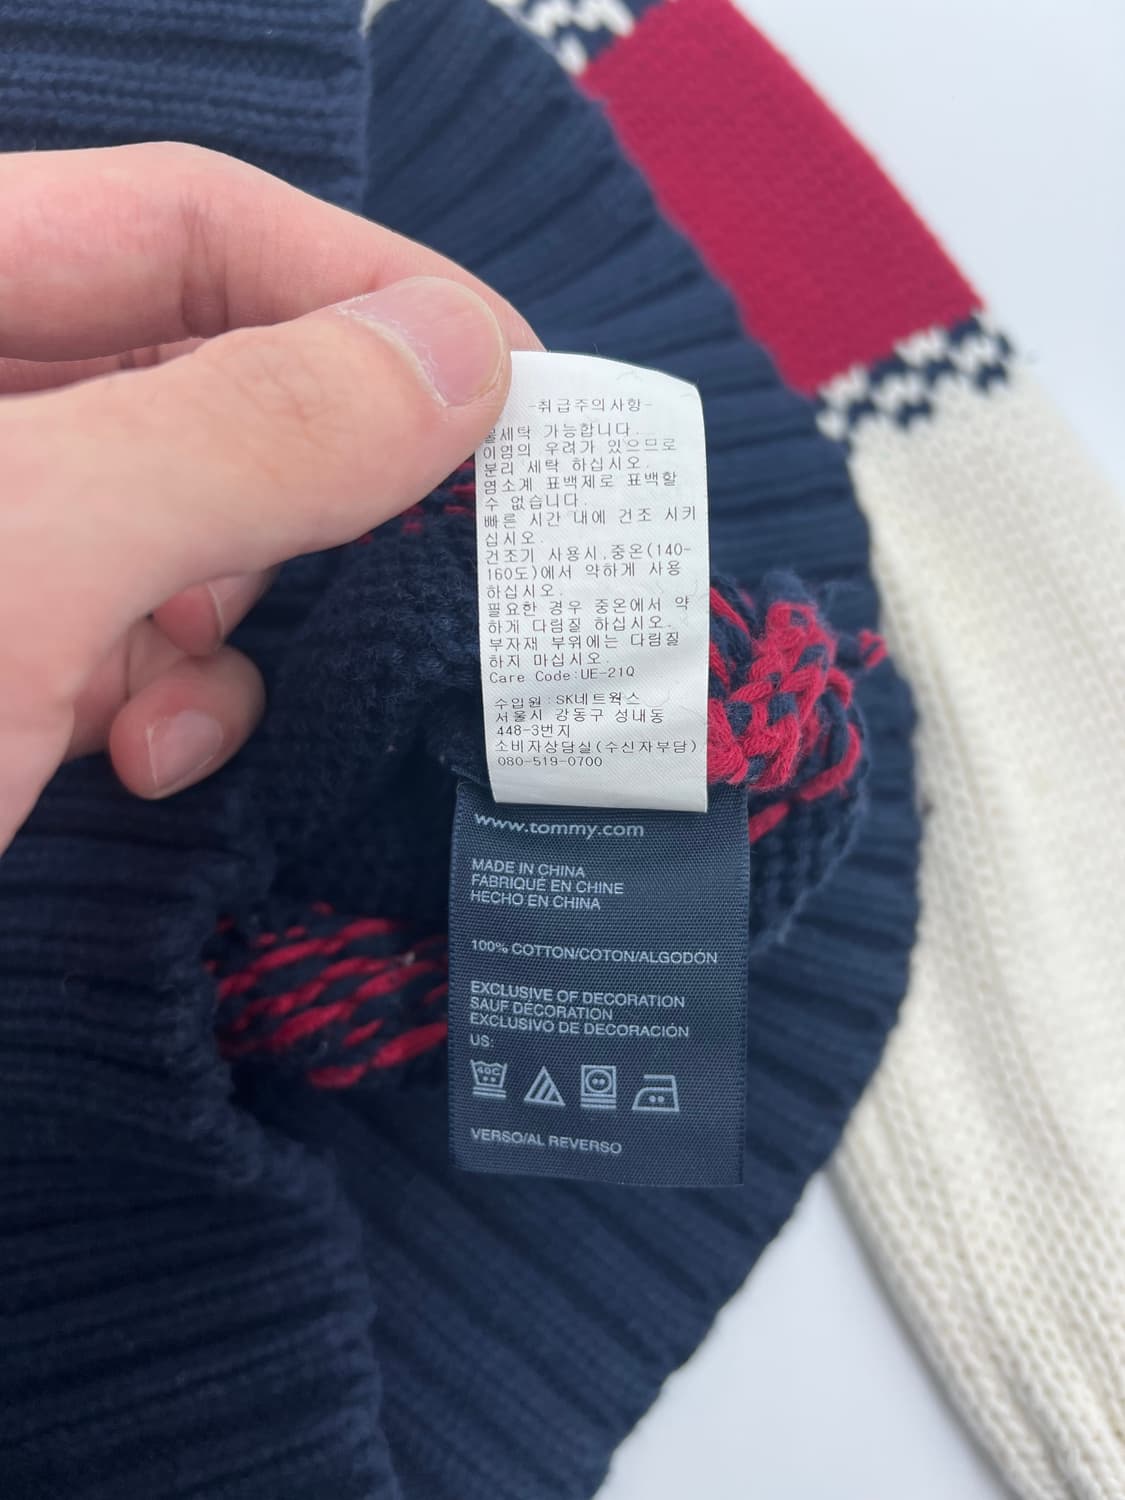 -취급주의사항-
물세탁 가능합니다.
이염의 우려가 있으므로
분리 세탁 하십시오.
염소계 표백제로 표백할
수 없습니다.
빠른 시간 내에 건조 시키
십시오.
건조기 사용시,중온(140-
160도)에서 약하게 사용
하십시오.
필요한 경우 중온에서 약
하게 다림질 하십시오.
부자재 부위에는 다림질
하지 마십시오.
Care Code:UE-21Q
수입원:SK네트웍스
서울시 강동구 성내동
448-3번지
소비자상담실(수신자부담)
080-519-0700
www.tommy.com
MADE IN CHINA
FABRIQUÉ EN CHINE
HECHO EN CHINA
100% COTTON/COTON/ALGODÓN
EXCLUSIVE OF DECORATION
SAUF DÉCORATION
EXCLUSIVO DE DECORACIÓN
US:
40C
VERSO/AL REVERSO